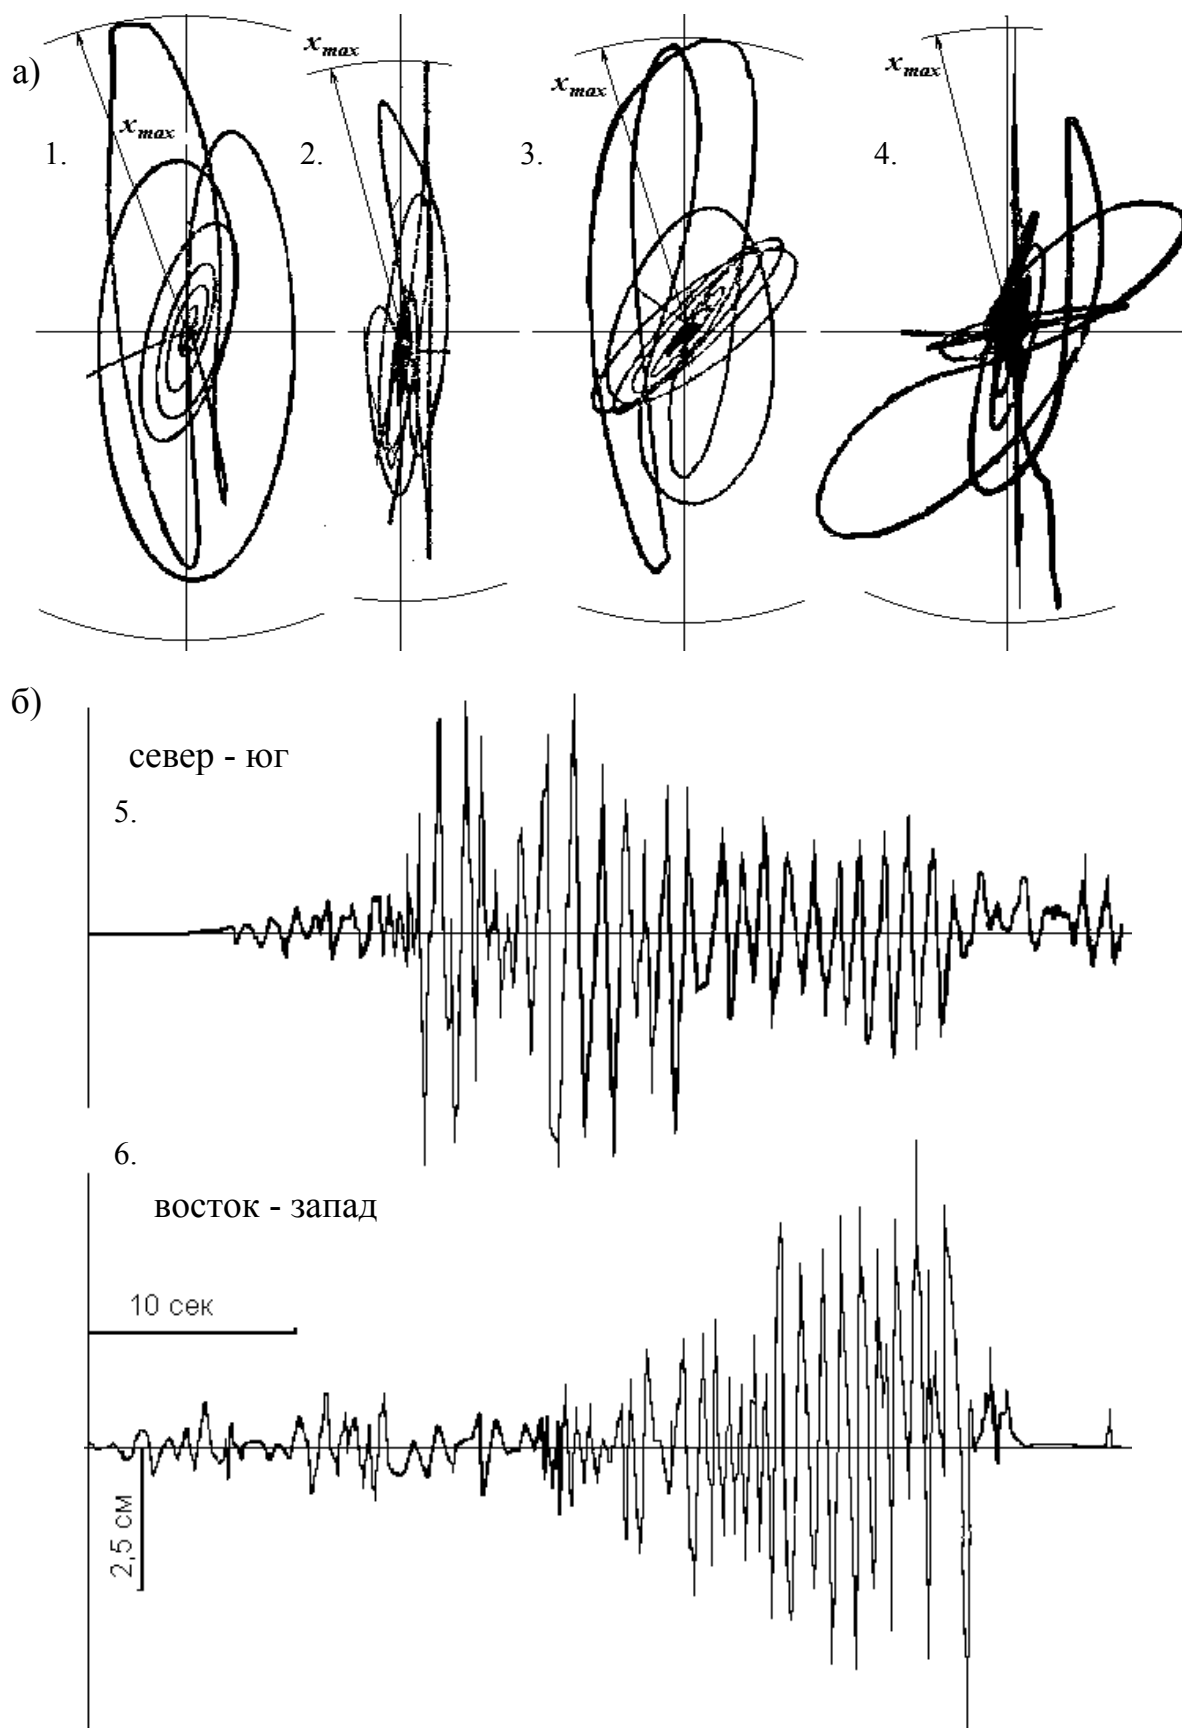 а)
x_max
x_max
x_max
x_max
1.
2.
3.
4.
б)
север - юг
5.
6.
восток - запад
10 сек
2,5 см